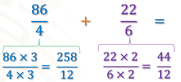 86/4 + 22/6 =
86 × 3 / 4 × 3 = 258/12
22 × 2 / 6 × 2 = 44/12